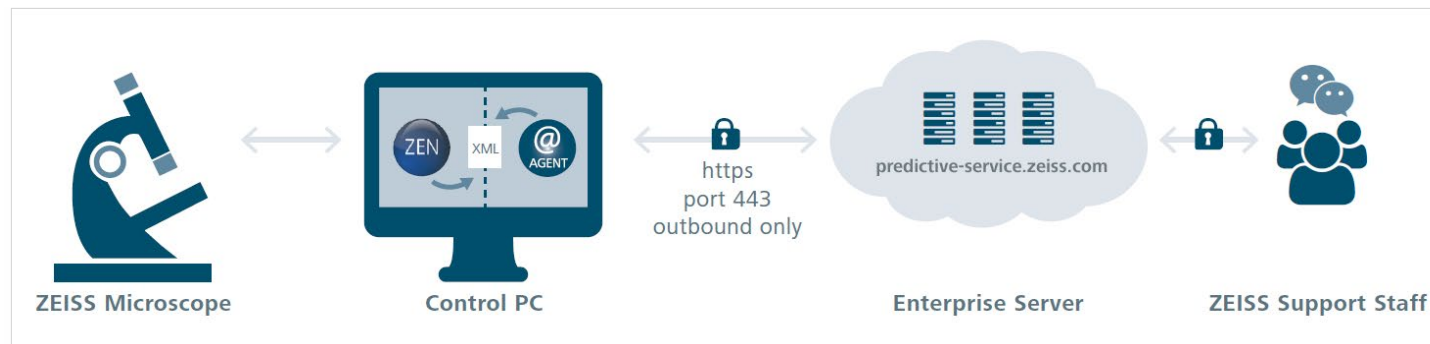 ZEN
XML
@
AGENT
https
port 443
outbound only
predictive-service.zeiss.com
ZEISS Microscope
Control PC
Enterprise Server
ZEISS Support Staff